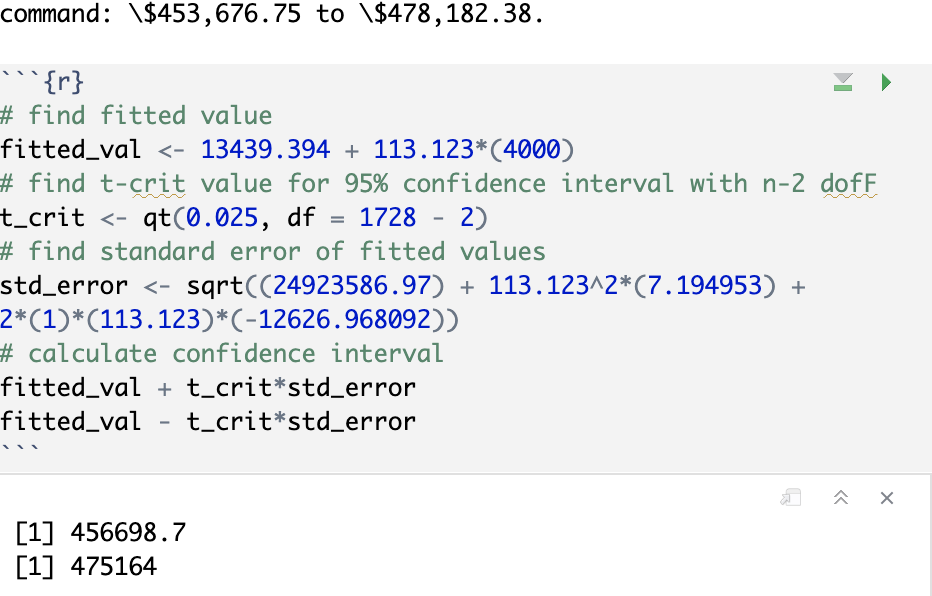 command: \$453,676.75 to \$478,182.38.
```{r}
# find fitted value
fitted_val <- 13439.394 + 113.123*(4000)
# find t-crit value for 95% confidence interval with n-2 dofF
t_crit <- qt(0.025, df = 1728 - 2)
# find standard error of fitted values
std_error <- sqrt((24923586.97) + 113.123^2*(7.194953) +
2*(1)*(113.123)*(-12626.968092))
# calculate confidence interval
fitted_val + t_crit*std_error
fitted_val - t_crit*std_error
```
[1] 456698.7
[1] 475164